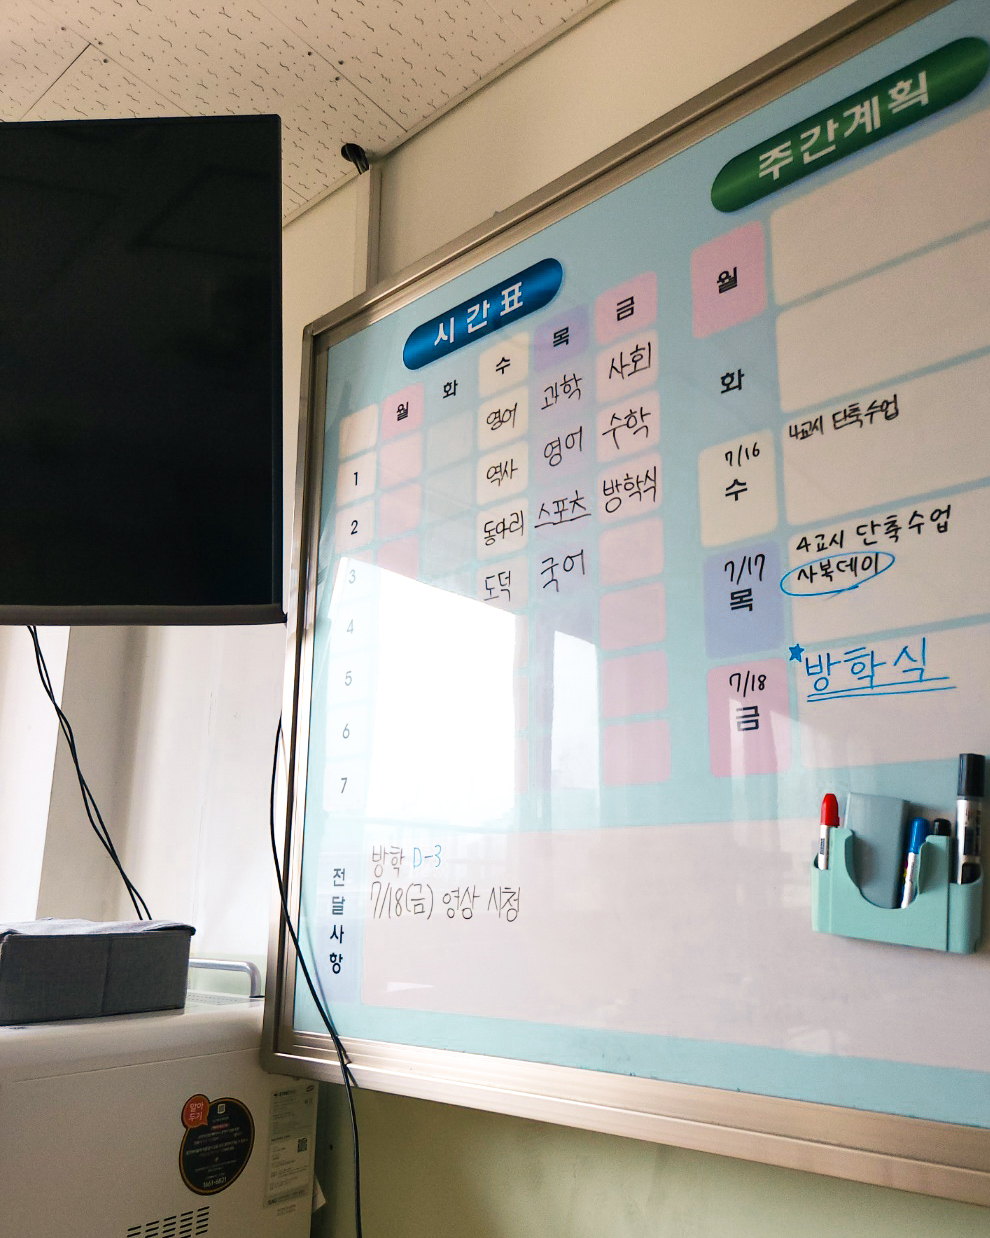 시간표
월 화 수 목 금
1 영어 과학 사회
2 역사 영어 수학
3 동아리 스포츠 방학식
4 도덕 국어
5
6
7
전달사항
방학 D-3
7/18(금) 영상 시청
주간계획
월
화
7/16 수
4교시 단축수업
7/17 목
4교시 단축수업
사복데이
7/18 금
★방학식
알아두기